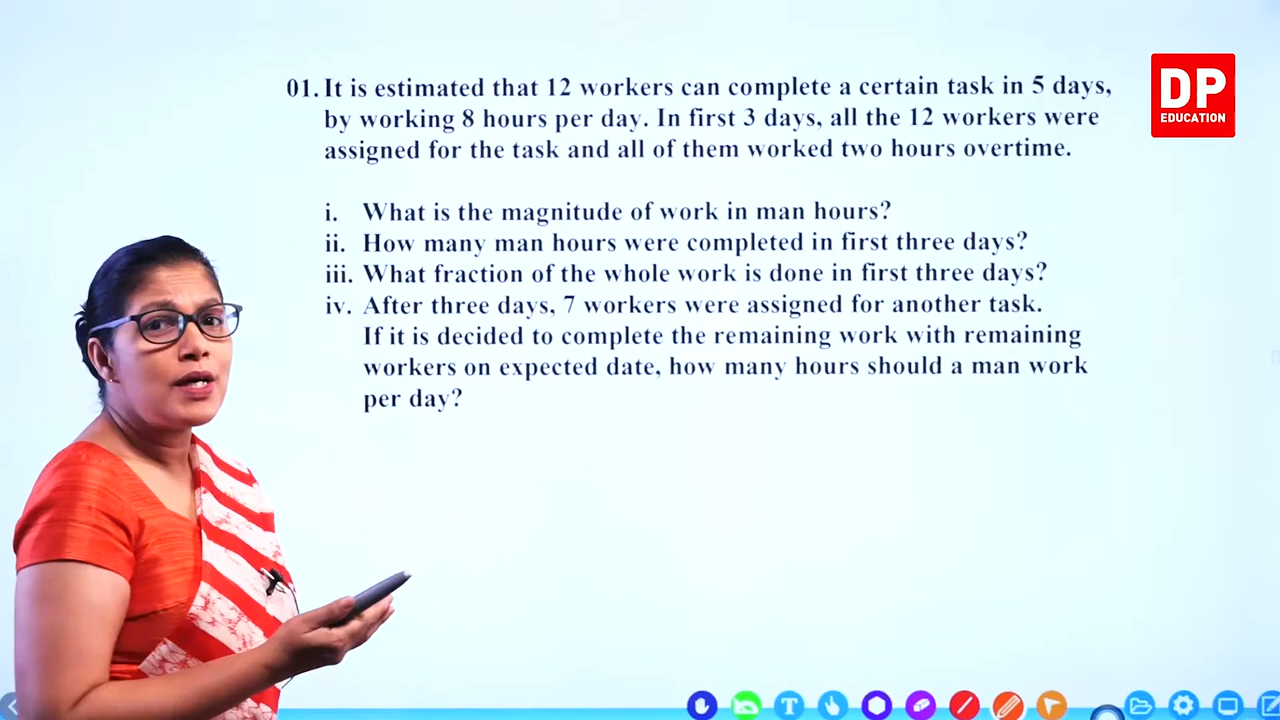 01. It is estimated that 12 workers can complete a certain task in 5 days,
by working 8 hours per day. In first 3 days, all the 12 workers were
assigned for the task and all of them worked two hours overtime.
i. What is the magnitude of work in man hours?
ii. How many man hours were completed in first three days?
iii. What fraction of the whole work is done in first three days?
iv. After three days, 7 workers were assigned for another task.
If it is decided to complete the remaining work with remaining
workers on expected date, how many hours should a man work
per day?
DP
EDUCATION